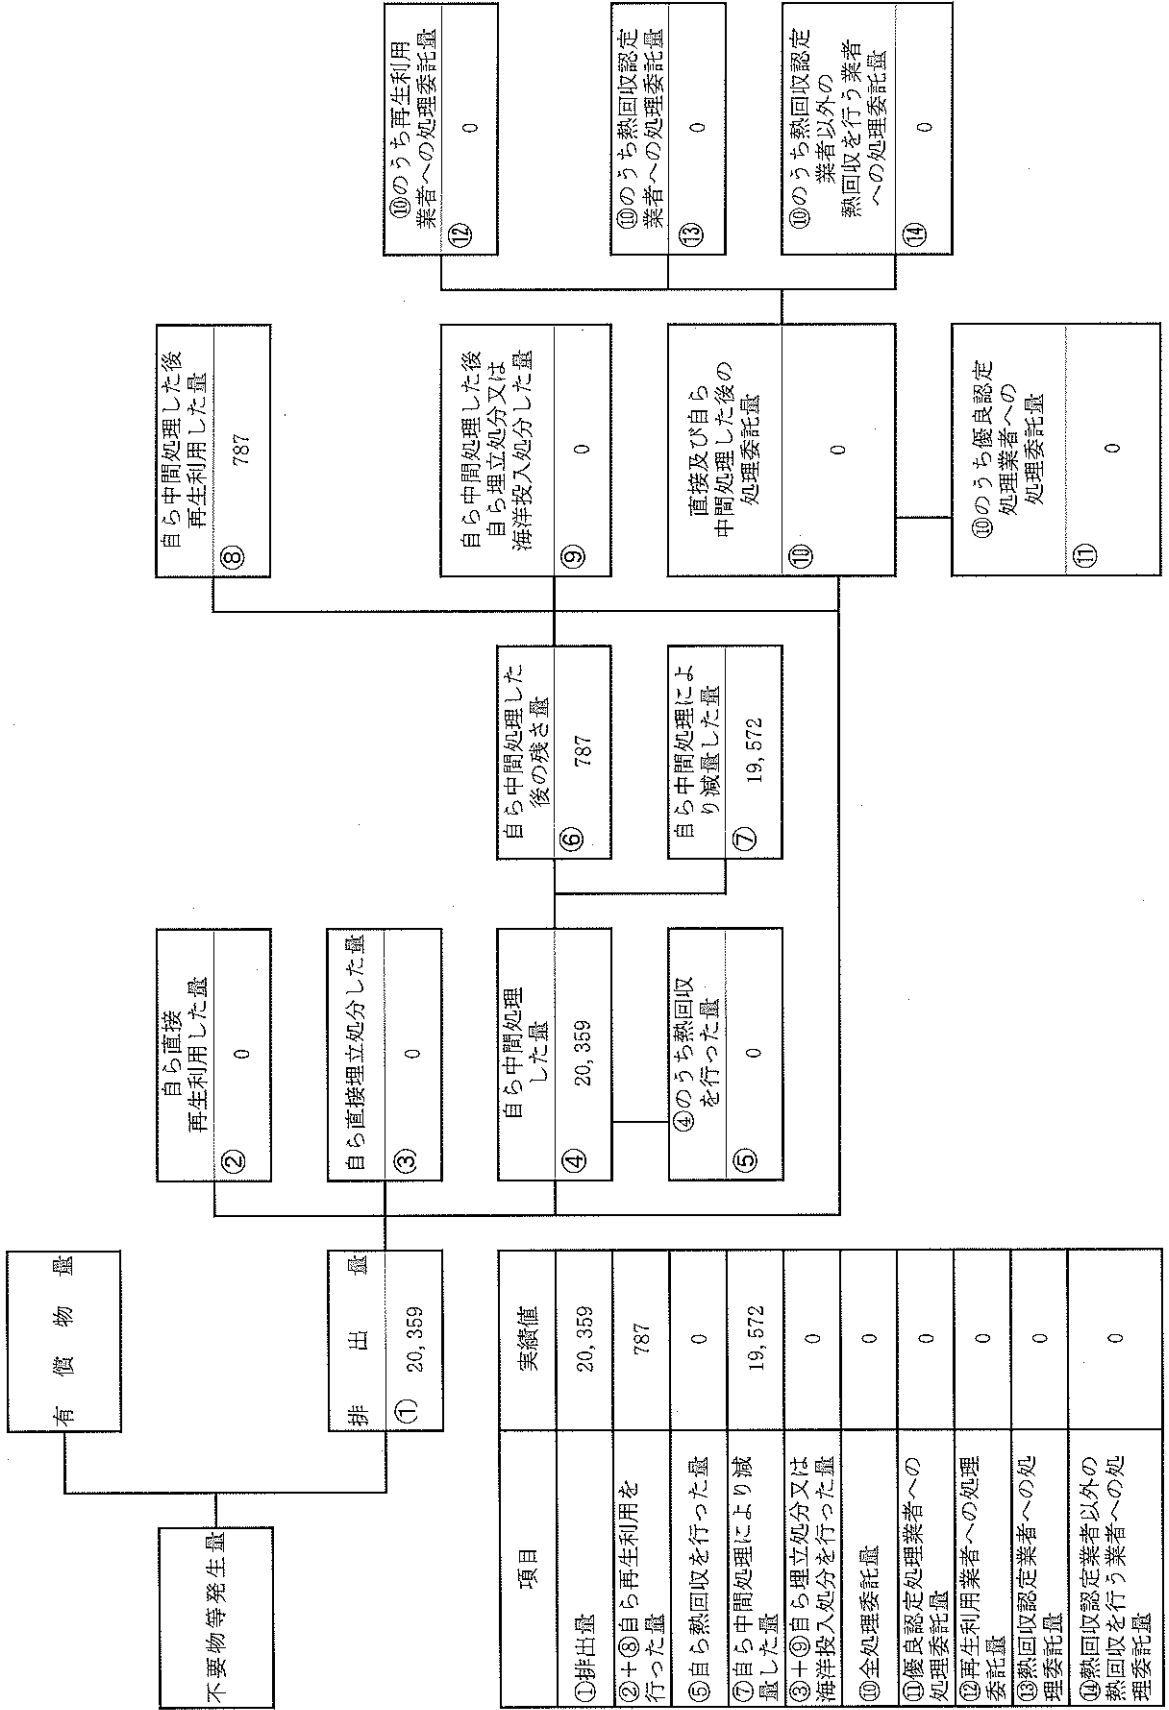 不要物等発生量
有償物量
排出量
① 20,359
自ら直接
再生利用した量
② 0
自ら直接埋立処分した量
③ 0
自ら中間処理
した量
④ 20,359
④のうち熱回収
を行った量
⑤ 0
自ら中間処理した
後の残さ量
⑥ 787
自ら中間処理によ
り減量した量
⑦ 19,572
自ら中間処理した後
再生利用した量
⑧ 787
自ら中間処理した後
自ら埋立処分又は
海洋投入処分した量
⑨ 0
直接及び自ら
中間処理した後の
処理委託量
⑩ 0
⑩のうち優良認定
処理業者への
処理委託量
⑪ 0
⑩のうち再生利用
業者への処理委託量
⑫ 0
⑩のうち熱回収認定
業者への処理委託量
⑬ 0
⑩のうち熱回収認定
業者以外の
熱回収を行う業者
への処理委託量
⑭ 0
項目 実績値
①排出量 20,359
②+⑧自ら再生利用を
行った量 787
⑤自ら熱回収を行った量 0
⑦自ら中間処理により減
量した量 19,572
③+⑨自ら埋立処分又は
海洋投入処分を行った量 0
⑩全処理委託量 0
⑪優良認定処理業者への
処理委託量 0
⑫再生利用業者への処理
委託量 0
⑬熱回収認定業者への処
理委託量 0
⑭熱回収認定業者以外の
熱回収を行う業者への処
理委託量 0